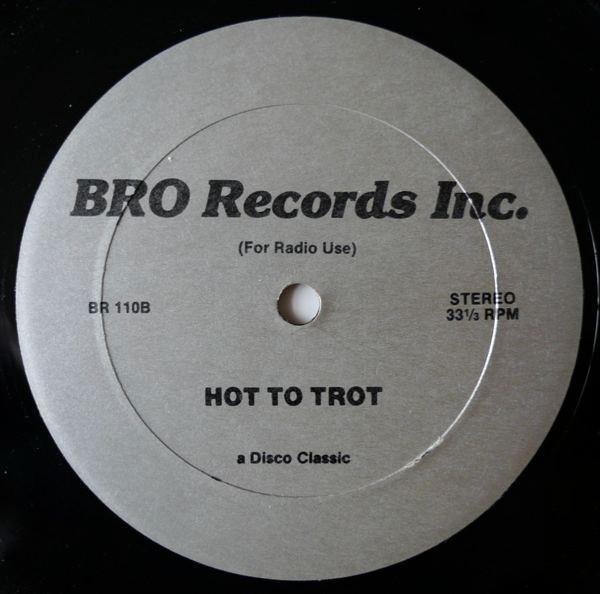 BRO Records Inc.
(For Radio Use)
BR 110B
STEREO
33⅓ RPM
HOT TO TROT
a Disco Classic